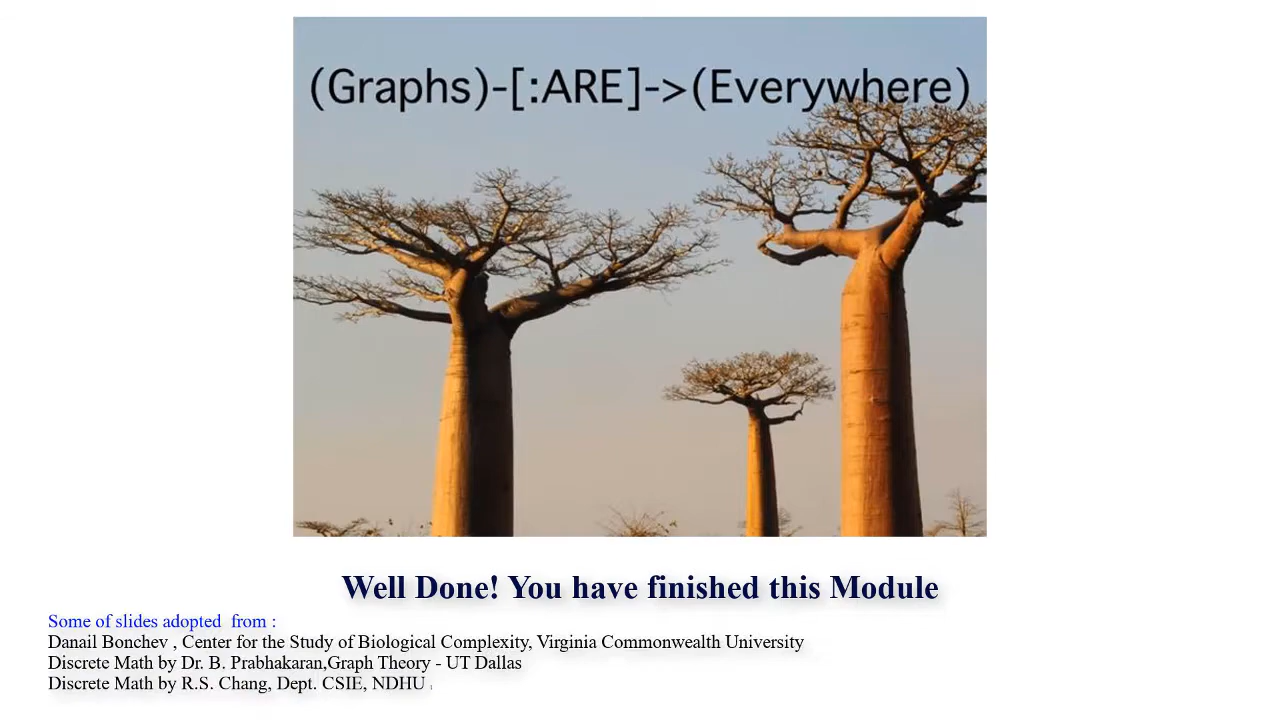 (Graphs)-[:ARE]->(Everywhere)
Well Done! You have finished this Module
Some of slides adopted  from :
Danail Bonchev , Center for the Study of Biological Complexity, Virginia Commonwealth University
Discrete Math by Dr. B. Prabhakaran,Graph Theory - UT Dallas
Discrete Math by R.S. Chang, Dept. CSIE, NDHU